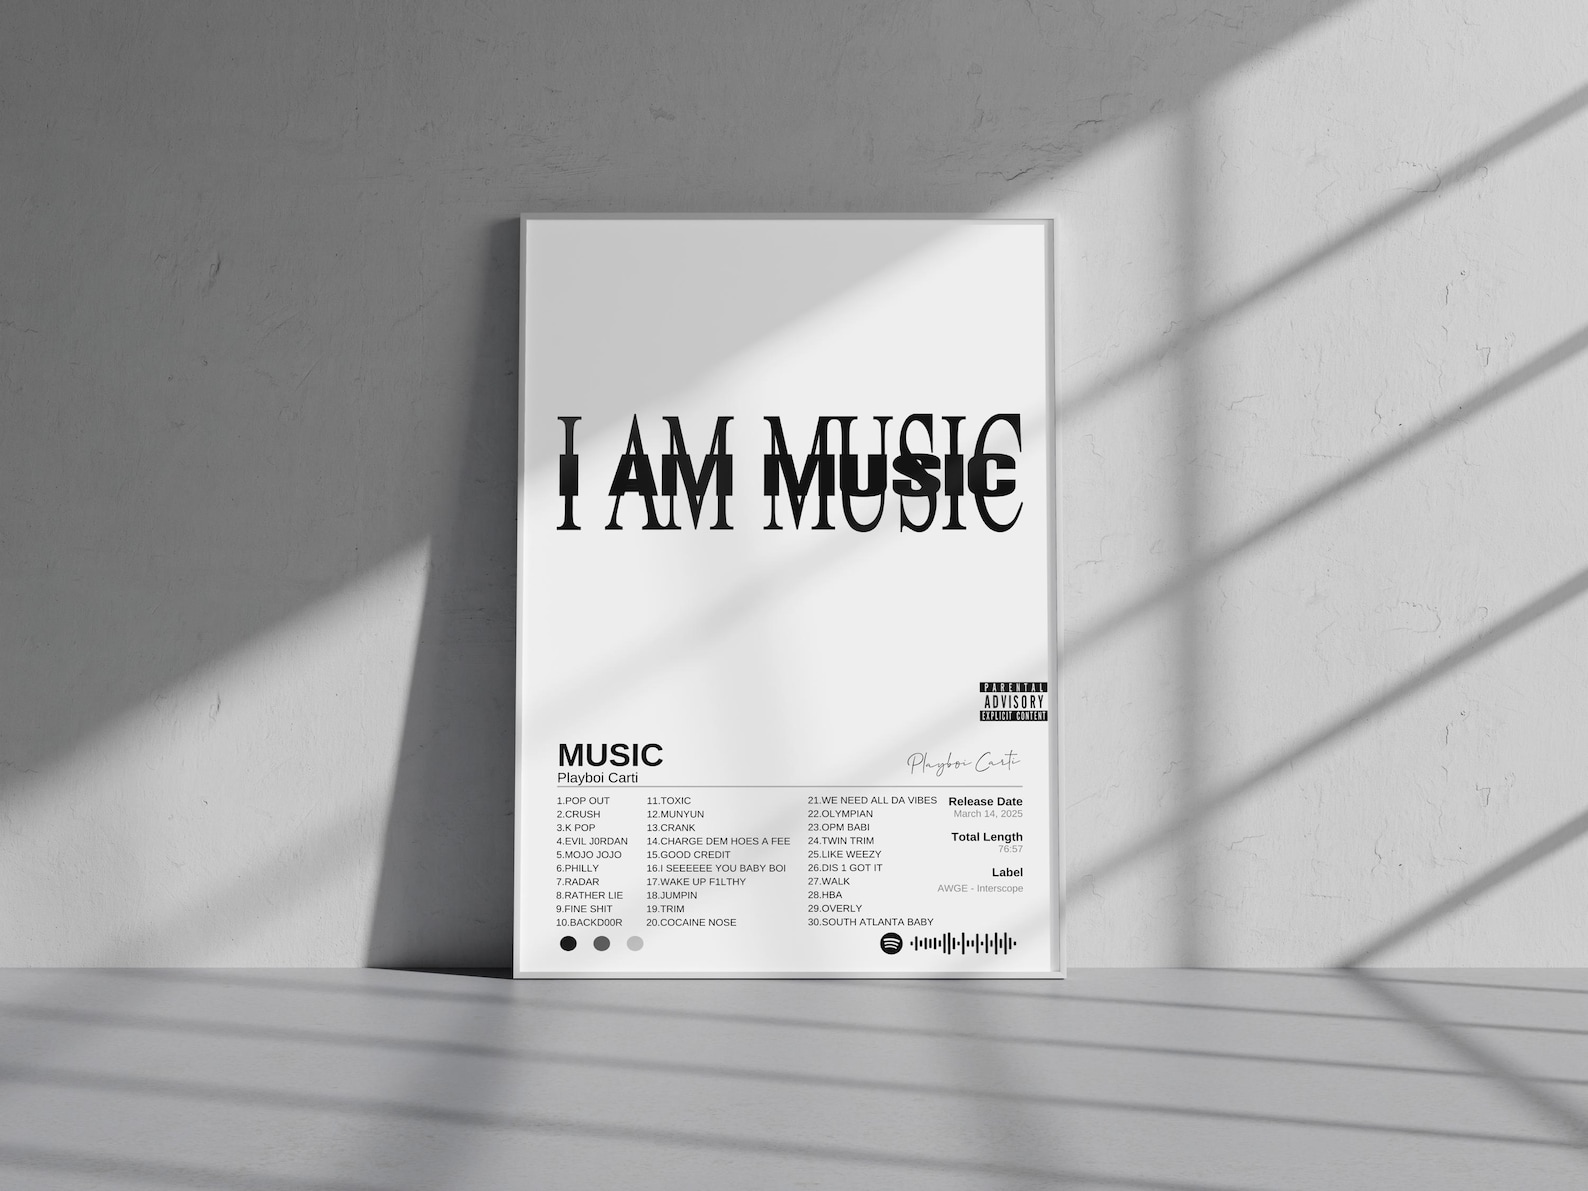 I AM MUSIC
I AM MUSIC
PARENTAL
ADVISORY
EXPLICIT CONTENT
MUSIC
Playboi Carti
Playboi Carti
1.POP OUT
2.CRUSH
3.K POP
4.EVIL J0RDAN
5.MOJO JOJO
6.PHILLY
7.RADAR
8.RATHER LIE
9.FINE SHIT
10.BACKD00R
11.TOXIC
12.MUNYUN
13.CRANK
14.CHARGE DEM HOES A FEE
15.GOOD CREDIT
16.I SEEEEEE YOU BABY BOI
17.WAKE UP F1LTHY
18.JUMPIN
19.TRIM
20.COCAINE NOSE
21.WE NEED ALL DA VIBES
22.OLYMPIAN
23.OPM BABI
24.TWIN TRIM
25.LIKE WEEZY
26.DIS 1 GOT IT
27.WALK
28.HBA
29.OVERLY
30.SOUTH ATLANTA BABY
Release Date
March 14, 2025
Total Length
76:57
Label
AWGE - Interscope